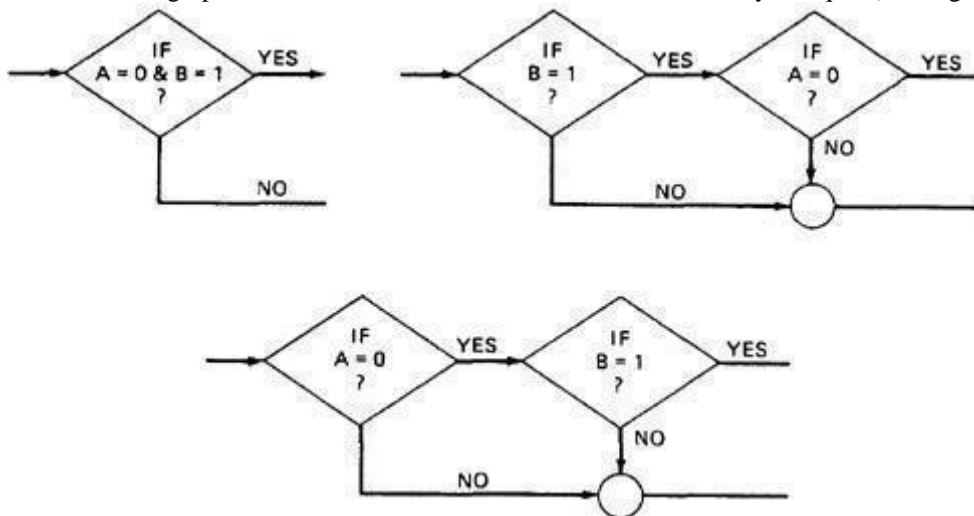 IF
A = 0 & B = 1
?
YES
NO
IF
B = 1
?
YES
IF
A = 0
?
YES
NO
NO
IF
A = 0
?
YES
IF
B = 1
?
YES
NO
NO